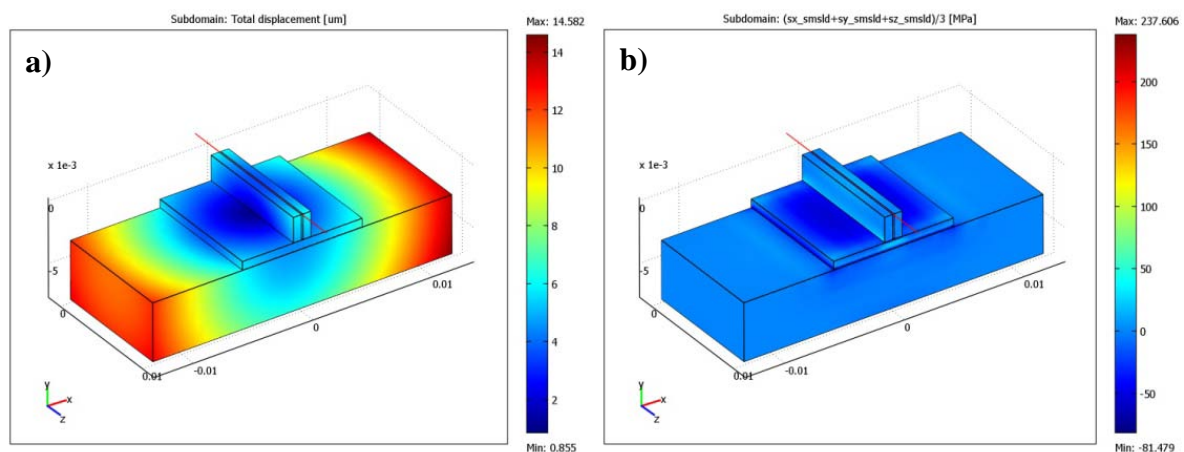 Subdomain: Total displacement [um]
Max: 14.582
a)
14
12
10
8
6
4
2
x 1e-3
0
-5
0
0.01
-0.01
0
0.01
y
x
z
Min: 0.855
Subdomain: (sx_smsld+sy_smsld+sz_smsld)/3 [MPa]
Max: 237.606
b)
200
150
100
50
0
-50
x 1e-3
0
-5
0
0.01
-0.01
0
0.01
y
x
z
Min: -81.479